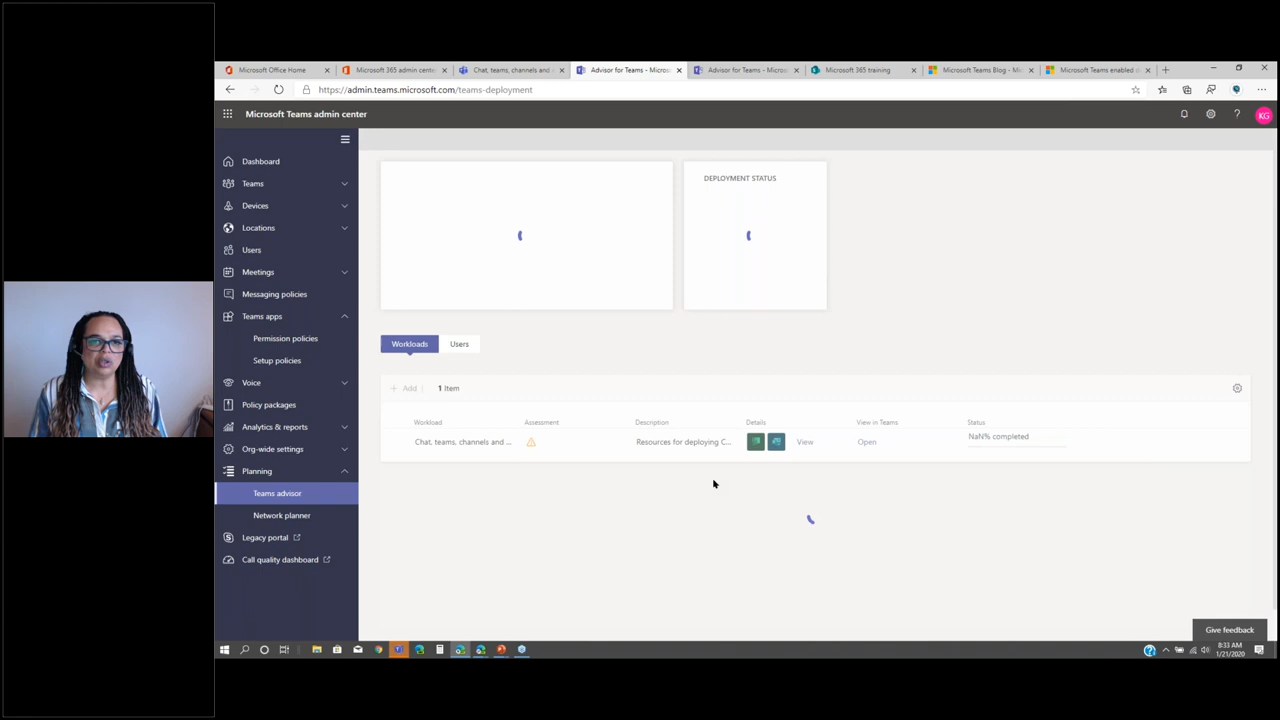 Microsoft Office Home
Microsoft 365 admin cente
Chat, teams, channels and
Advisor for Teams - Micros
Advisor for Teams - Micros
Microsoft 365 training
Microsoft Teams Blog - Mi
Microsoft Teams enabled d
https://admin.teams.microsoft.com/teams-deployment
Microsoft Teams admin center
KG
Dashboard
Teams
Devices
Locations
Users
Meetings
Messaging policies
Teams apps
Permission policies
Setup policies
Voice
Policy packages
Analytics & reports
Org-wide settings
Planning
Teams advisor
Network planner
Legacy portal
Call quality dashboard
DEPLOYMENT STATUS
Workloads
Users
+ Add
1 Item
Workload Assessment Description Details View in Teams Status
Chat, teams, channels and ... Resources for deploying C... View Open NaN% completed
Give feedback
8:33 AM
1/21/2020